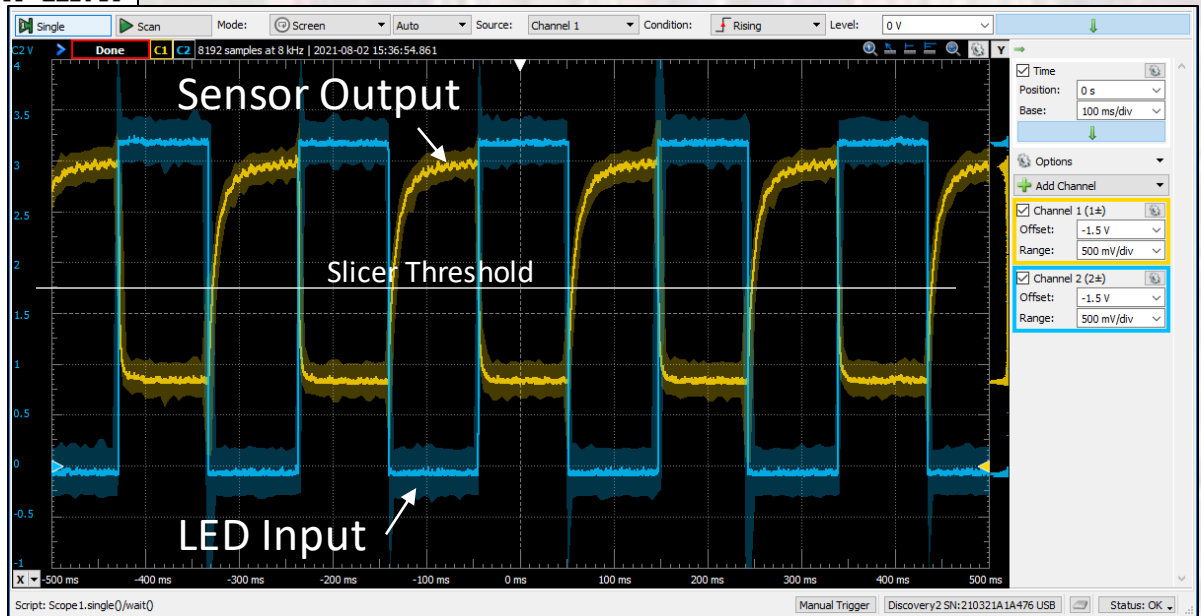 Single Scan Mode: Screen Auto Source: Channel 1 Condition: Rising Level: 0 V
C2 V Done C1 C2 8192 samples at 8 kHz | 2021-08-02 15:36:54.861 Y
4
3.5
3
2.5
2
1.5
1
0.5
0
-0.5
-1
Sensor Output
Slicer Threshold
LED Input
X -500 ms -400 ms -300 ms -200 ms -100 ms 0 ms 100 ms 200 ms 300 ms 400 ms 500 ms
Time
Position: 0 s
Base: 100 ms/div
Options
Add Channel
Channel 1 (1±)
Offset: -1.5 V
Range: 500 mV/div
Channel 2 (2±)
Offset: -1.5 V
Range: 500 mV/div
Script: Scope1.single()/wait() Manual Trigger Discovery2 SN:210321A1A476 USB Status: OK